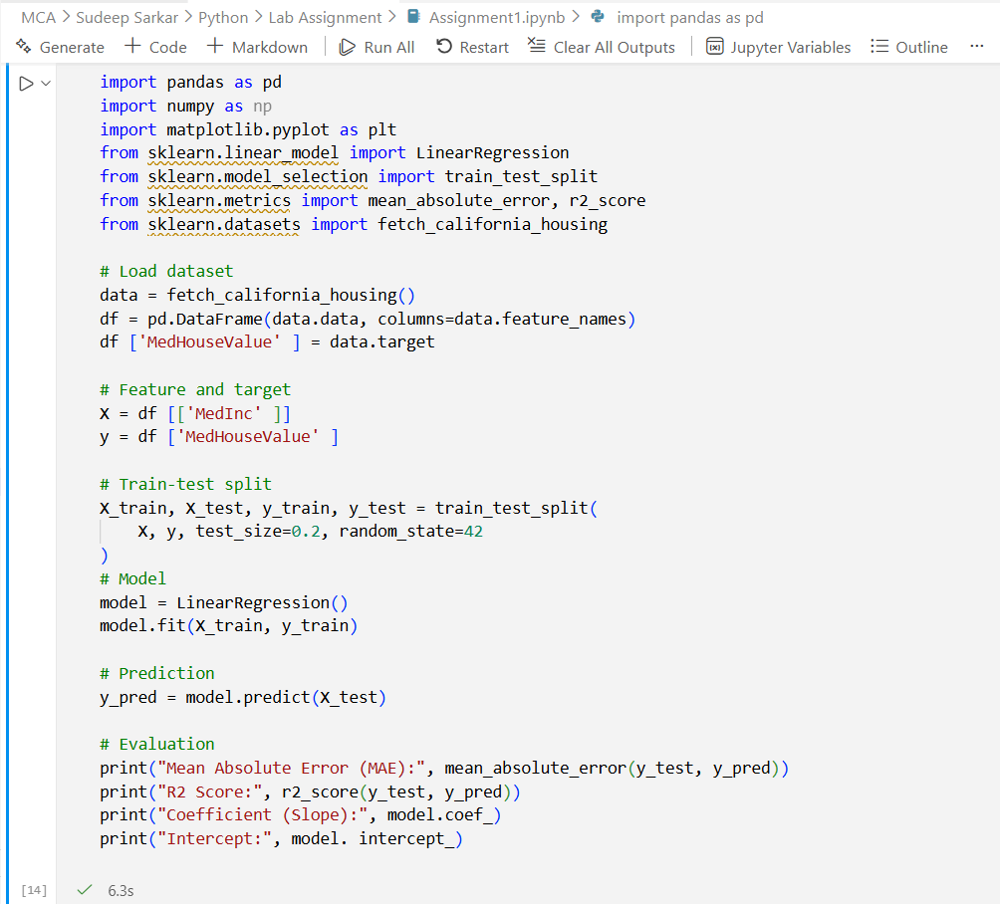 MCA > Sudeep Sarkar > Python > Lab Assignment > Assignment1.ipynb > import pandas as pd
Generate + Code + Markdown | Run All Restart Clear All Outputs | Jupyter Variables Outline ...
import pandas as pd
import numpy as np
import matplotlib.pyplot as plt
from sklearn.linear_model import LinearRegression
from sklearn.model_selection import train_test_split
from sklearn.metrics import mean_absolute_error, r2_score
from sklearn.datasets import fetch_california_housing

# Load dataset
data = fetch_california_housing()
df = pd.DataFrame(data.data, columns=data.feature_names)
df ['MedHouseValue' ] = data.target

# Feature and target
X = df [['MedInc' ]]
y = df ['MedHouseValue' ]

# Train-test split
X_train, X_test, y_train, y_test = train_test_split(
    X, y, test_size=0.2, random_state=42
)
# Model
model = LinearRegression()
model.fit(X_train, y_train)

# Prediction
y_pred = model.predict(X_test)

# Evaluation
print("Mean Absolute Error (MAE):", mean_absolute_error(y_test, y_pred))
print("R2 Score:", r2_score(y_test, y_pred))
print("Coefficient (Slope):", model.coef_)
print("Intercept:", model. intercept_)
[14] ✓ 6.3s